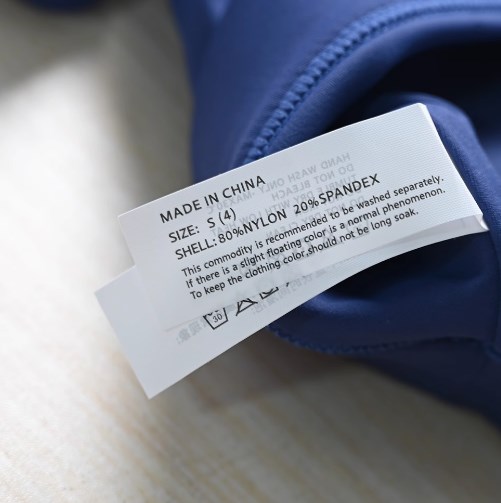 MADE IN CHINA
SIZE: S (4)
SHELL:80%NYLON 20%SPANDEX
This commodity is recommended to be washed separately.
If there is a slight floating color is a normal phenomenon.
To keep the clothing color,should not be long soak.
30